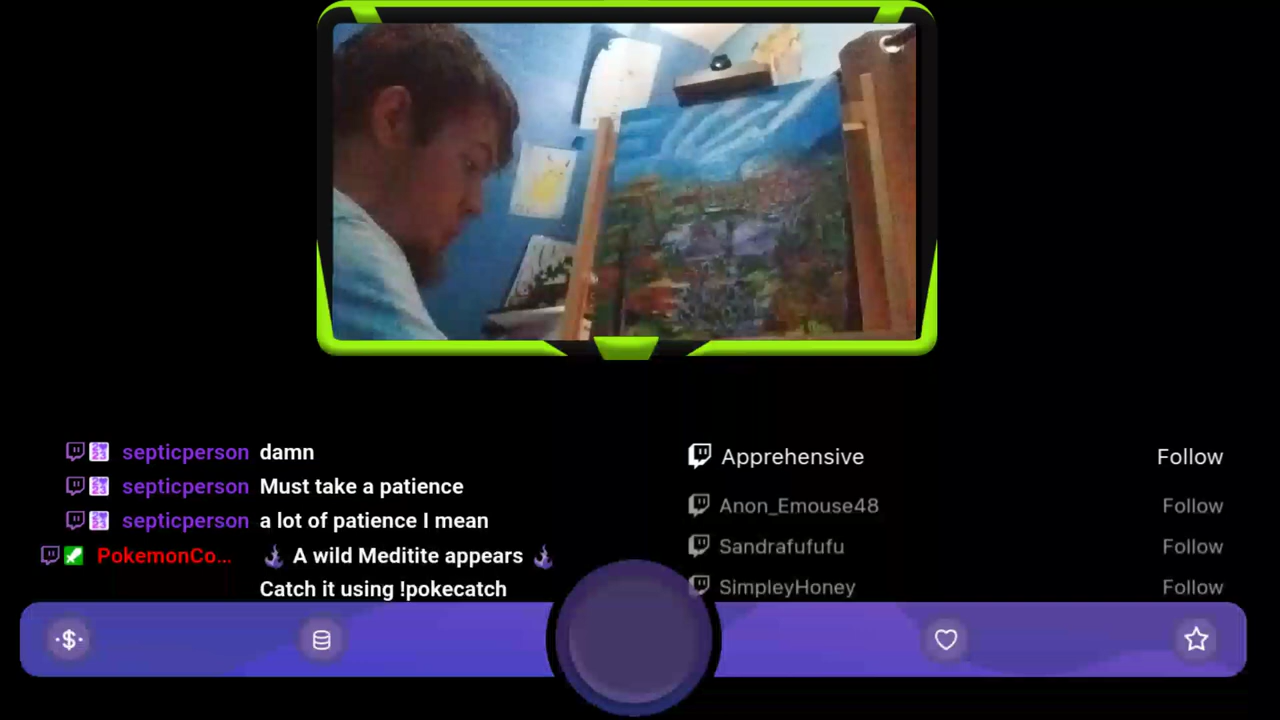 septicperson damn
septicperson Must take a patience
septicperson a lot of patience I mean
PokemonCo... A wild Meditite appears
Catch it using !pokecatch
Apprehensive Follow
Anon_Emouse48 Follow
Sandrafufufu Follow
SimpleyHoney Follow